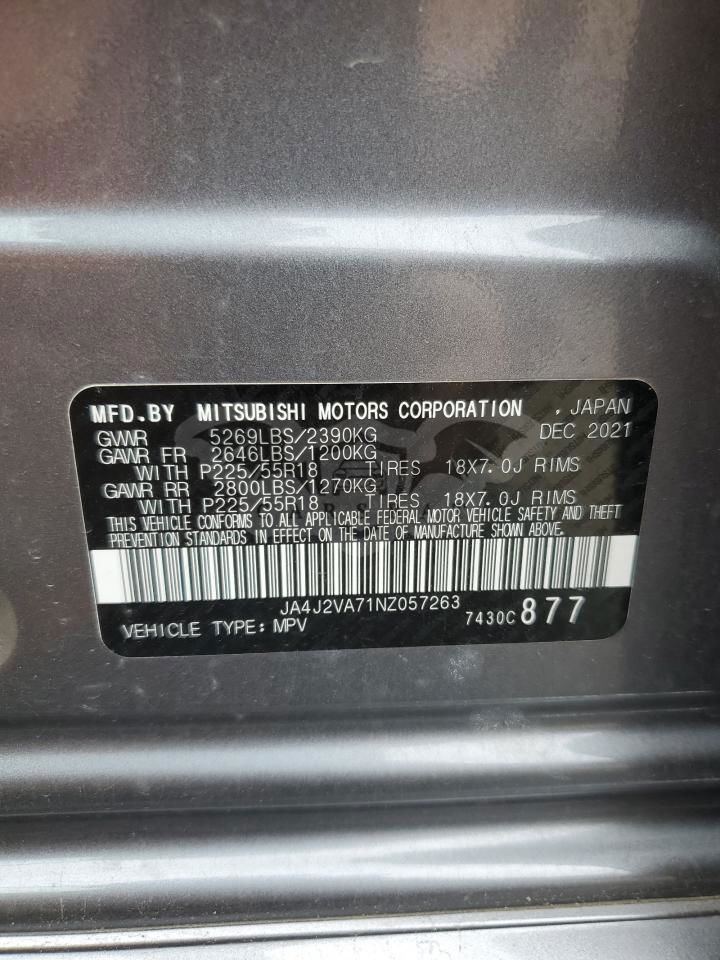 MFD.BY MITSUBISHI MOTORS CORPORATION , JAPAN
GVWR 5269LBS/2390KG DEC 2021
GAWR FR 2646LBS/1200KG
WITH P225/55R18 TIRES 18X7.0J RIMS
GAWR RR 2800LBS/1270KG
WITH P225/55R18 TIRES 18X7.0J RIMS
THIS VEHICLE CONFORMS TO ALL APPLICABLE FEDERAL MOTOR VEHICLE SAFETY AND THEFT
PREVENTION STANDARDS IN EFFECT ON THE DATE OF MANUFACTURE SHOWN ABOVE.
JA4J2VA71NZ057263
VEHICLE TYPE: MPV 7430C 877